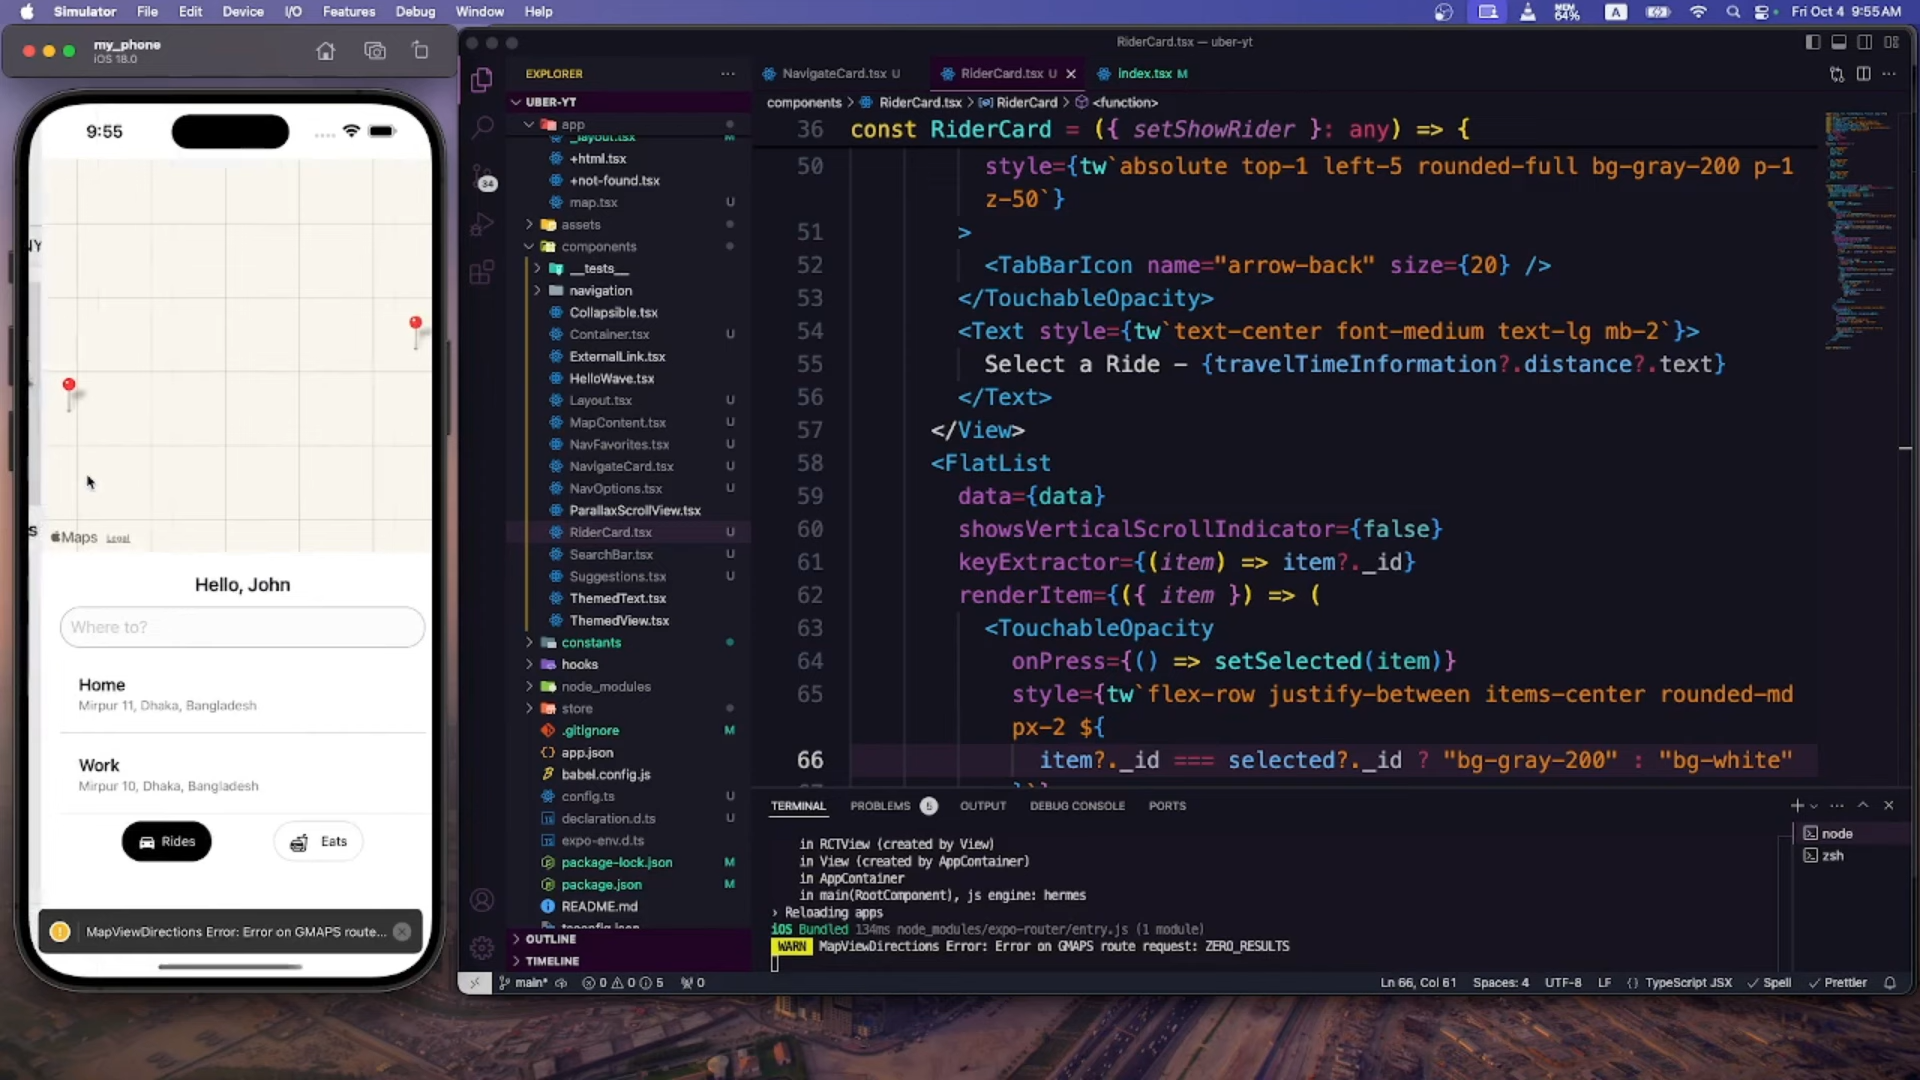 Simulator File Edit Device I/O Features Debug Window Help
MEM 64% A Fri Oct 4 9:55 AM
my_phone
iOS 18.0
9:55
NY
s
Maps Legal
Hello, John
Where to?
Home
Mirpur 11, Dhaka, Bangladesh
Work
Mirpur 10, Dhaka, Bangladesh
Rides
Eats
MapViewDirections Error: Error on GMAPS route...
RiderCard.tsx — uber-yt
34
EXPLORER
UBER-YT
app
_layout.tsx M
+html.tsx
+not-found.tsx
map.tsx U
assets
components
__tests__
navigation
Collapsible.tsx
Container.tsx U
ExternalLink.tsx
HelloWave.tsx
Layout.tsx U
MapContent.tsx U
NavFavorites.tsx U
NavigateCard.tsx U
NavOptions.tsx U
ParallaxScrollView.tsx
RiderCard.tsx U
SearchBar.tsx U
Suggestions.tsx U
ThemedText.tsx
ThemedView.tsx
constants
hooks
node_modules
store
.gitignore M
app.json
babel.config.js
config.ts U
declaration.d.ts U
expo-env.d.ts
package-lock.json M
package.json M
README.md
tsconfig.json
OUTLINE
TIMELINE
NavigateCard.tsx U RiderCard.tsx U index.tsx M
components > RiderCard.tsx > RiderCard > <function>
36 const RiderCard = ({ setShowRider }: any) => {
50 style={tw`absolute top-1 left-5 rounded-full bg-gray-200 p-1
z-50`}
51 >
52 <TabBarIcon name="arrow-back" size={20} />
53 </TouchableOpacity>
54 <Text style={tw`text-center font-medium text-lg mb-2`}>
55 Select a Ride - {travelTimeInformation?.distance?.text}
56 </Text>
57 </View>
58 <FlatList
59 data={data}
60 showsVerticalScrollIndicator={false}
61 keyExtractor={(item) => item?._id}
62 renderItem={({ item }) => (
63 <TouchableOpacity
64 onPress={() => setSelected(item)}
65 style={tw`flex-row justify-between items-center rounded-md
px-2 ${
66 item?._id === selected?._id ? "bg-gray-200" : "bg-white"
TERMINAL PROBLEMS 5 OUTPUT DEBUG CONSOLE PORTS
in RCTView (created by View)
in View (created by AppContainer)
in AppContainer
in main(RootComponent), js engine: hermes
› Reloading apps
iOS Bundled 134ms node_modules/expo-router/entry.js (1 module)
WARN MapViewDirections Error: Error on GMAPS route request: ZERO_RESULTS
node
zsh
main* 0 0 5 0 Ln 66, Col 61 Spaces: 4 UTF-8 LF {} TypeScript JSX Spell Prettier